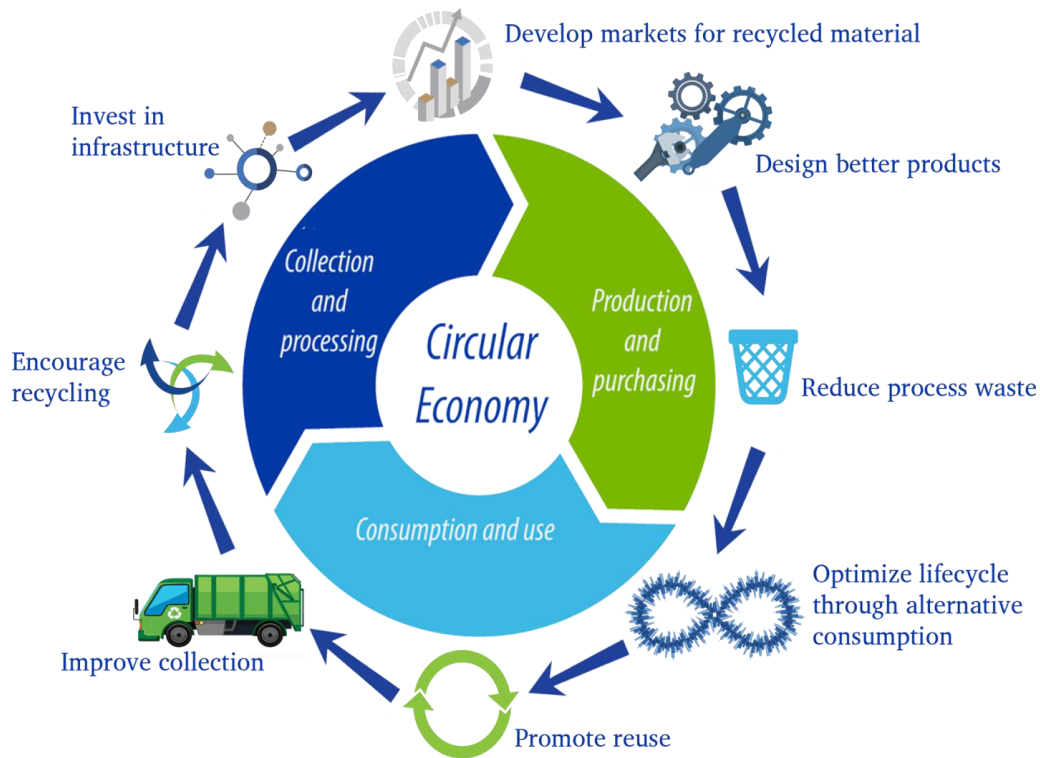 Develop markets for recycled material
Invest in
infrastructure
Design better products
Collection
and
processing
Production
and
purchasing
Circular
Economy
Encourage
recycling
Reduce process waste
Consumption and use
Optimize lifecycle
through alternative
consumption
Improve collection
Promote reuse